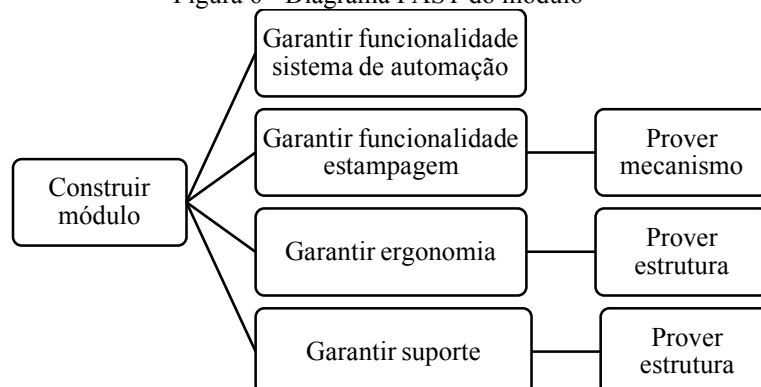 Figura 6 - Diagrama FAST do módulo
Garantir funcionalidade
sistema de automação
Garantir funcionalidade
estampagem
Prover
mecanismo
Construir
módulo
Garantir ergonomia
Prover
estrutura
Garantir suporte
Prover
estrutura